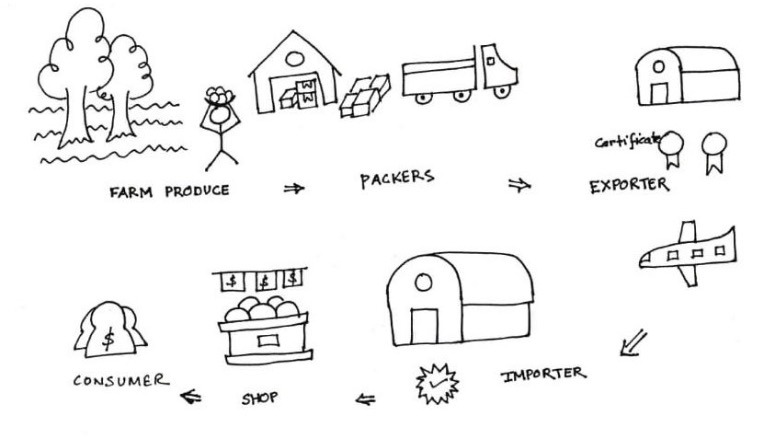 Certificate
FARM PRODUCE ⇒ PACKERS ⇒ EXPORTER
$ $ $
$
CONSUMER ⇐ SHOP ⇐ IMPORTER